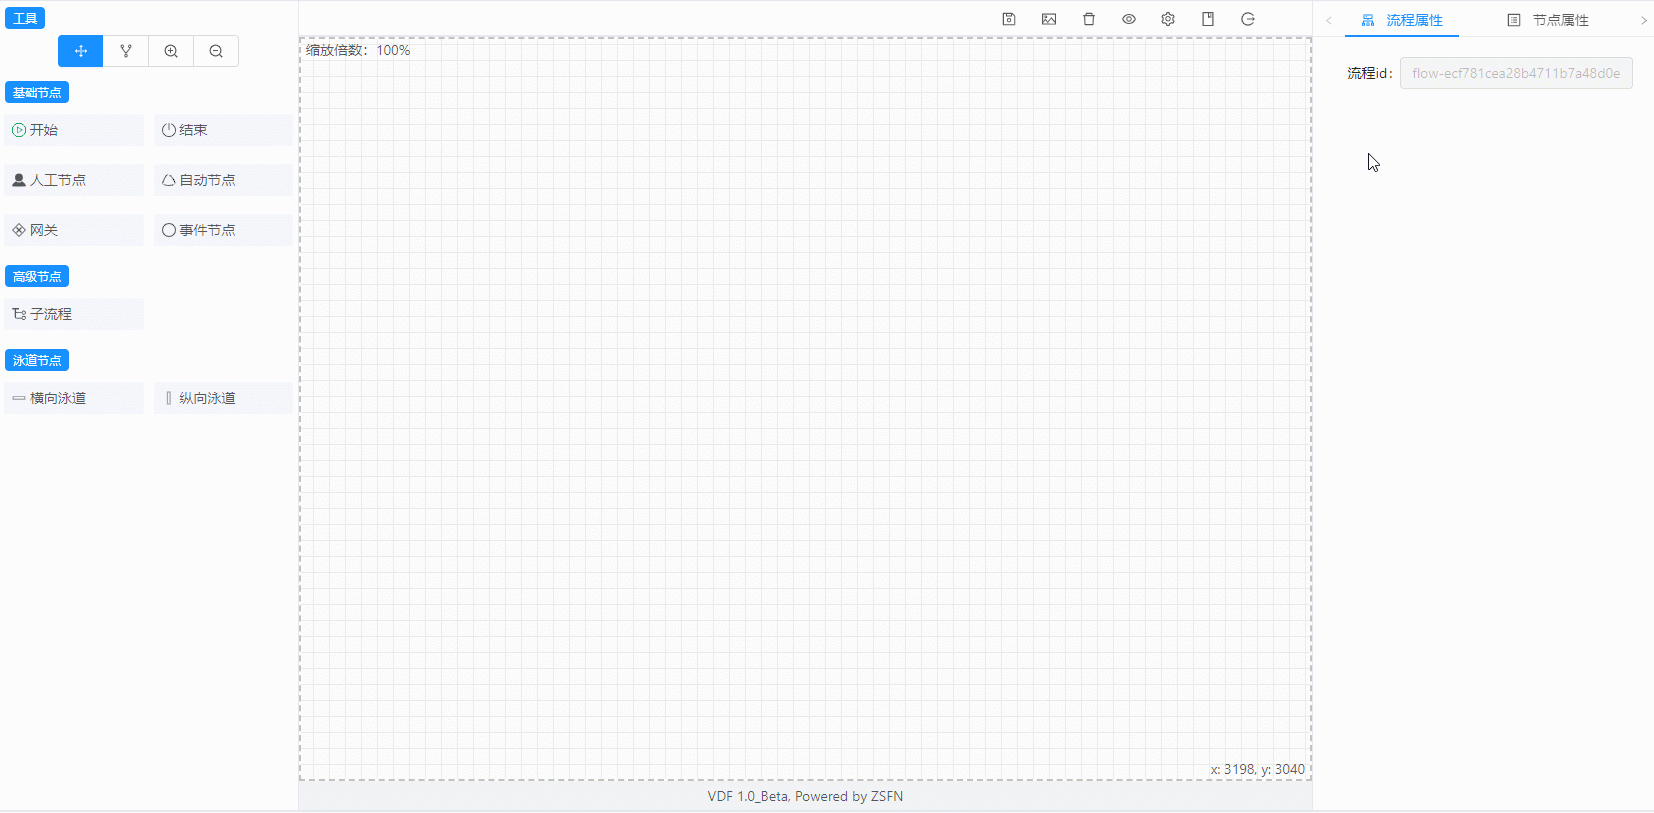 工具
基础节点
开始
结束
人工节点
自动节点
网关
事件节点
高级节点
子流程
泳道节点
横向泳道
纵向泳道
缩放倍数：100%
x: 3198, y: 3040
VDF 1.0_Beta, Powered by ZSFN
流程属性
节点属性
流程id：
flow-ecf781cea28b4711b7a48d0e